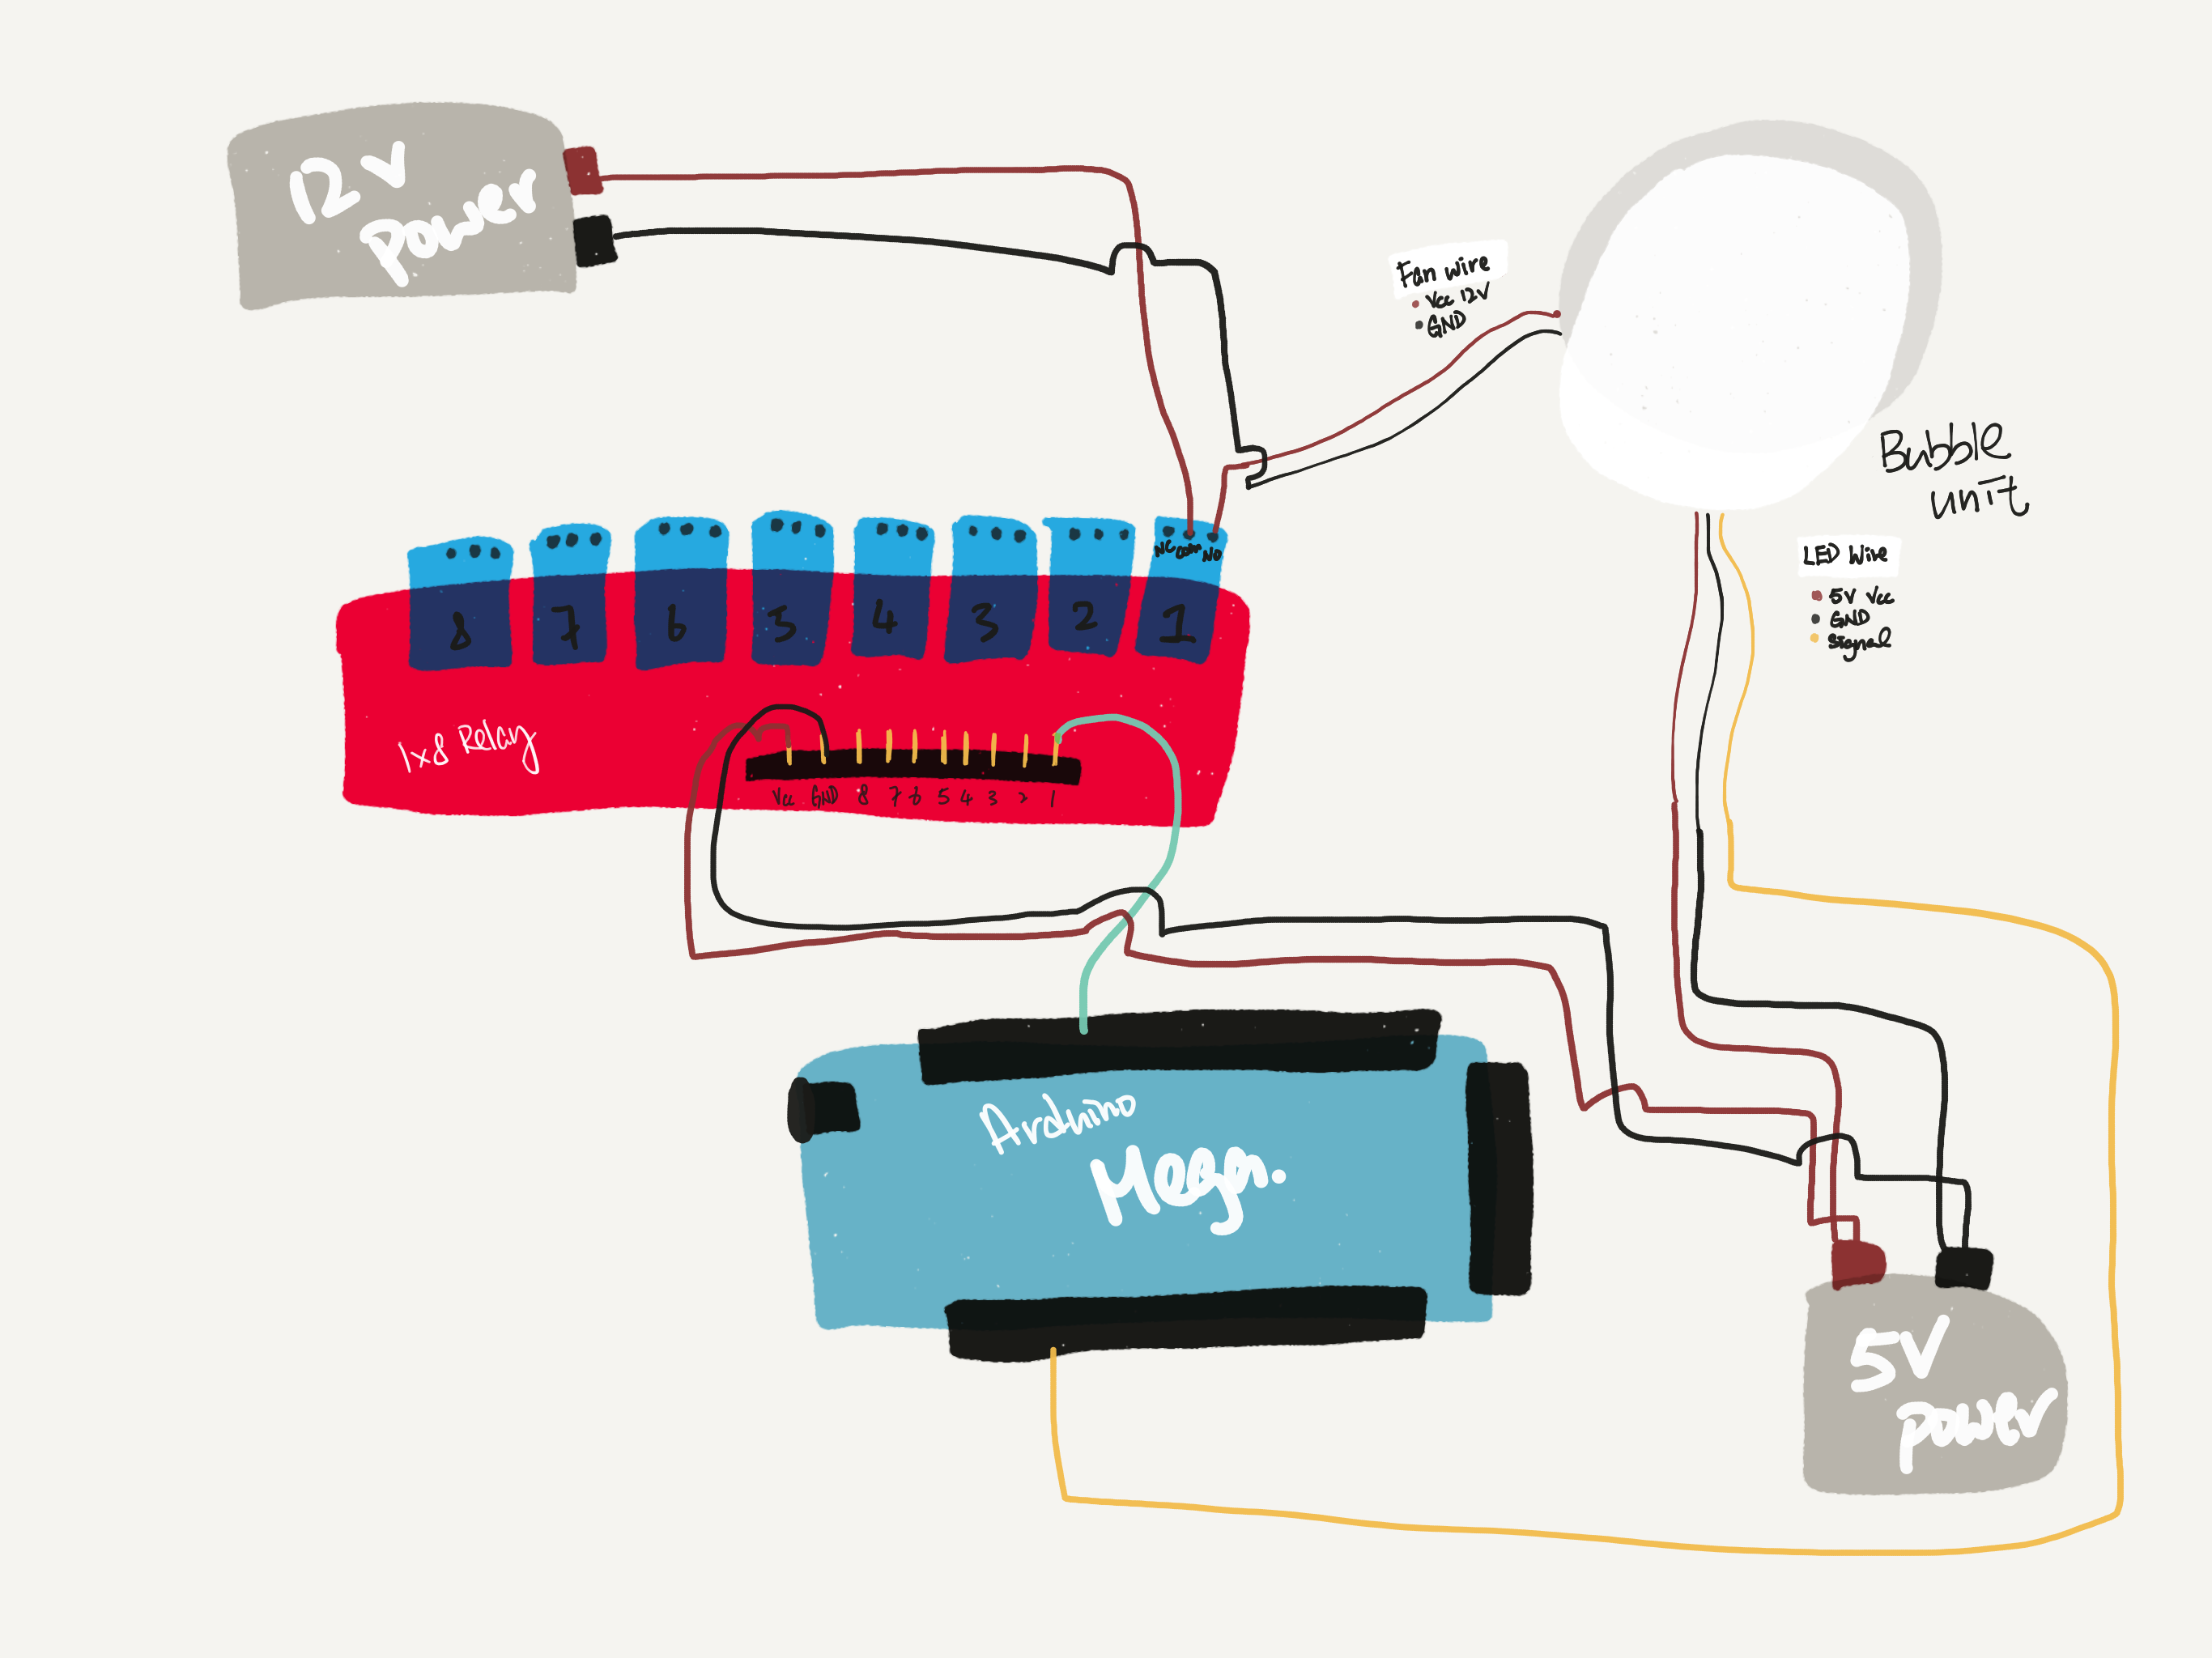 12 V
Power
Fan wire
Vcc 12V
GND
Bubble
unit
LED Wire
5V Vcc
GND
Signal
NC COM NO
8 7 6 5 4 3 2 1
1x8 Relay
Vcc GND 8 7 6 5 4 3 2 1
Arduino
Mega.
5V
power